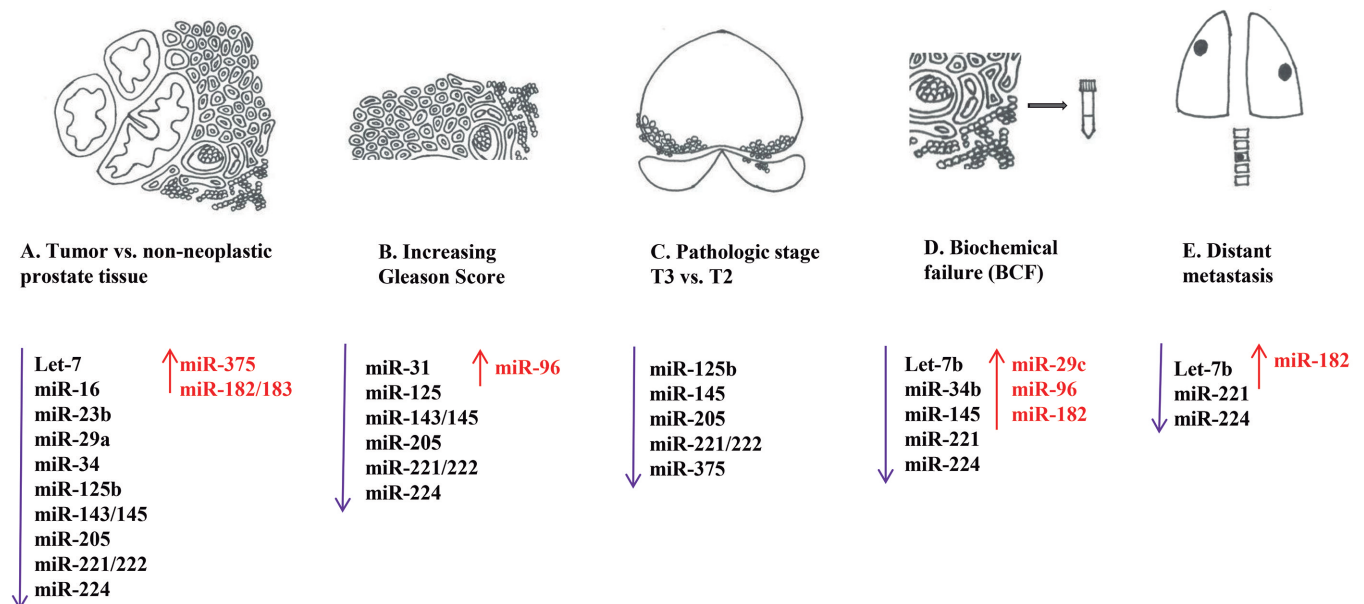 A. Tumor vs. non-neoplastic
prostate tissue
B. Increasing
Gleason Score
C. Pathologic stage
T3 vs. T2
D. Biochemical
failure (BCF)
E. Distant
metastasis
Let-7
miR-16
miR-23b
miR-29a
miR-34
miR-125b
miR-143/145
miR-205
miR-221/222
miR-224
miR-375
miR-182/183
miR-31
miR-125
miR-143/145
miR-205
miR-221/222
miR-224
miR-96
miR-125b
miR-145
miR-205
miR-221/222
miR-375
Let-7b
miR-34b
miR-145
miR-221
miR-224
miR-29c
miR-96
miR-182
Let-7b
miR-221
miR-224
miR-182